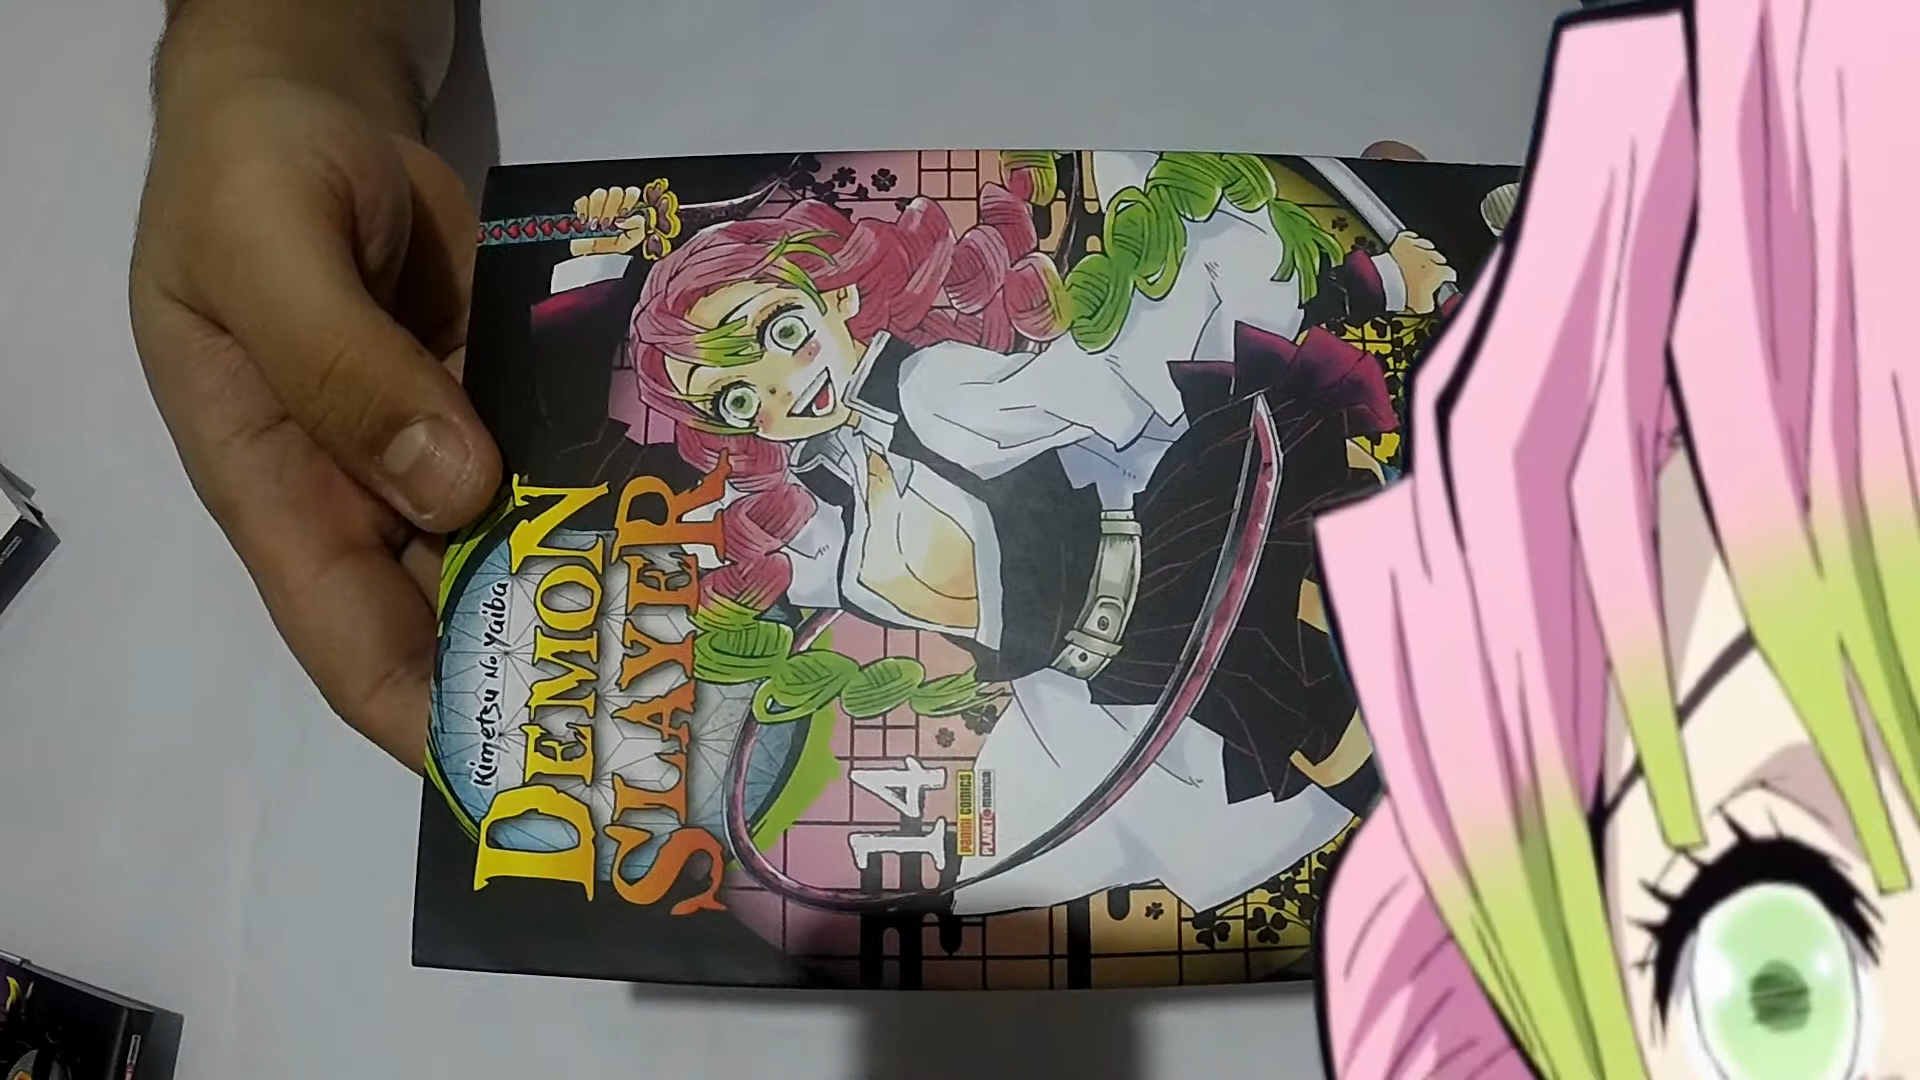 Kimetsu No Yaiba
DEMON
SLAYER
14
panini comics
PLANET manga